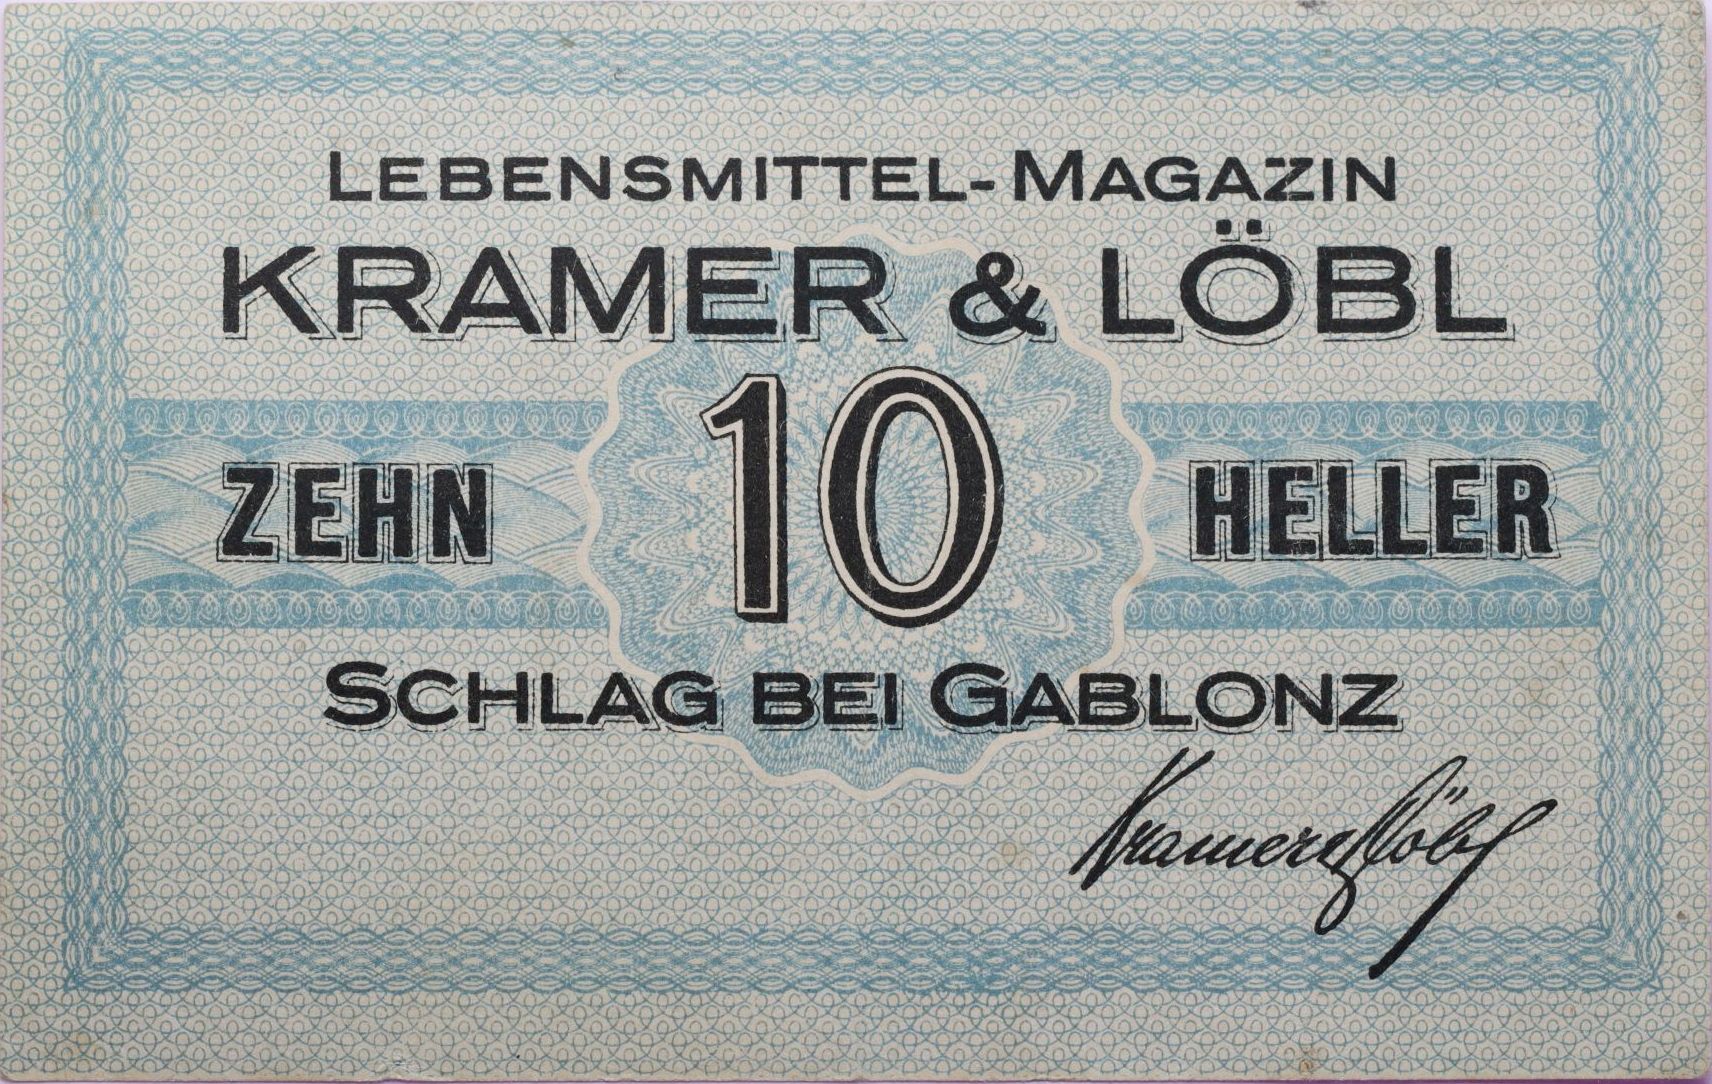 LEBENSMITTEL-MAGAZIN
KRAMER & LÖBL
ZEHN 10 HELLER
SCHLAG BEI GABLONZ
Kramer & Löbl